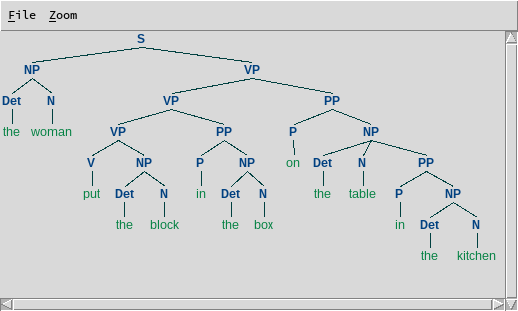 File Zoom
S
NP VP
Det N VP PP
the woman VP PP P NP
V NP P NP on Det N PP
put Det N in Det N the table P NP
the block the box in Det N
the kitchen